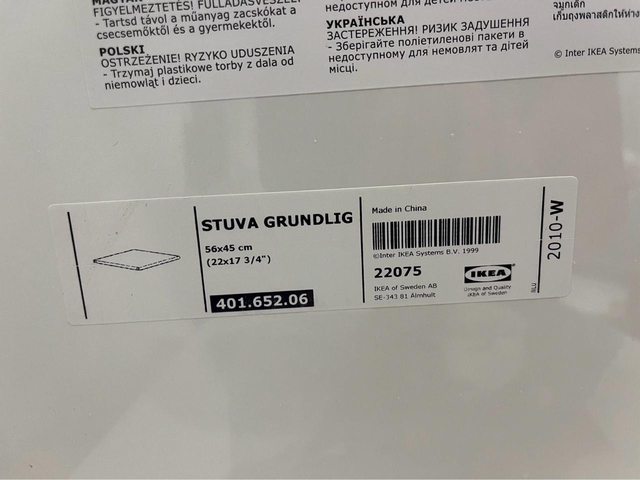 FIGYELMEZTETÉS! FULLADÁSVESZÉLY
- Tartsd távol a műanyag zacskókat a
csecsemőktől és a gyermekektől.
POLSKI
OSTRZEŻENIE! RYZYKO UDUSZENIA
- Trzymaj plastikowe torby z dala od
niemowląt i dzieci.
УКРАЇНСЬКА
ЗАСТЕРЕЖЕННЯ! РИЗИК ЗАДУШЕННЯ
- Зберігайте поліетиленові пакети в
недоступному для немовлят та дітей
місці.
© Inter IKEA Systems
STUVA GRUNDLIG
56x45 cm
(22x17 3/4")
401.652.06
Made in China
©Inter IKEA Systems B.V. 1999
22075
IKEA of Sweden AB
SE-343 81 Älmhult
IKEA
Design and Quality
IKEA of Sweden
2010-W